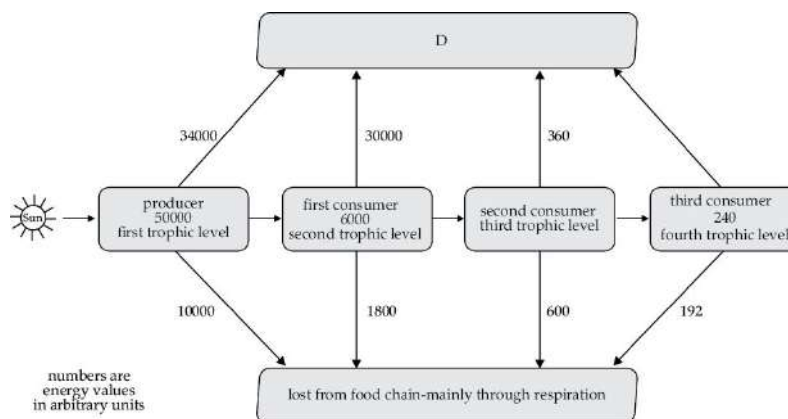 D
34000
30000
360
Sun
producer
50000
first trophic level
first consumer
6000
second trophic level
second consumer
third trophic level
third consumer
240
fourth trophic level
10000
1800
600
192
numbers are
energy values
in arbitrary units
lost from food chain-mainly through respiration